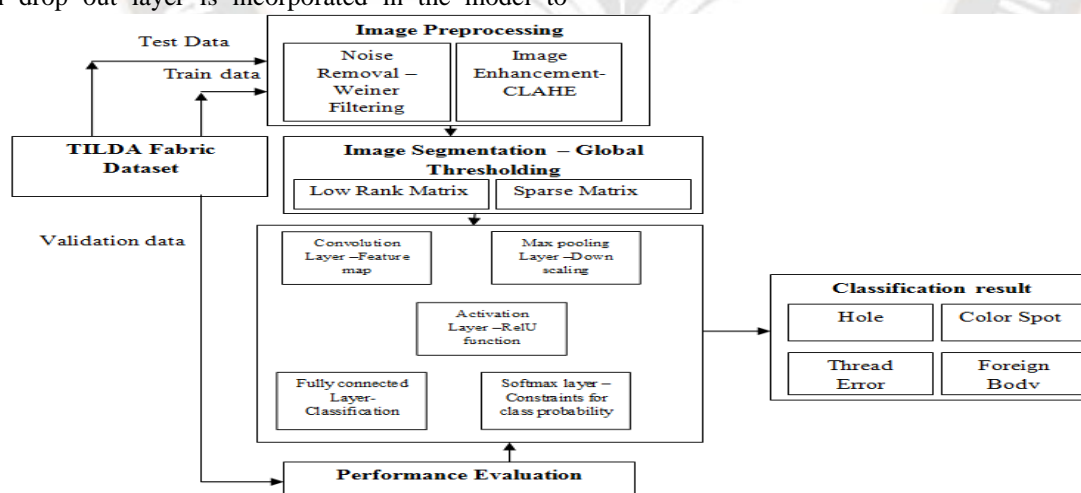 drop out layer is incorporated in the model to
Image Preprocessing
Test Data
Train data
Noise
Removal –
Weiner
Filtering
Image
Enhancement-
CLAHE
TILDA Fabric
Dataset
Image Segmentation – Global
Thresholding
Low Rank Matrix
Sparse Matrix
Validation data
Convolution
Layer –Feature
map
Max pooling
Layer –Down
scaling
Activation
Layer –RelU
function
Fully connected
Layer-
Classification
Softmax layer –
Constraints for
class probability
Classification result
Hole
Color Spot
Thread
Error
Foreign
Body
Performance Evaluation